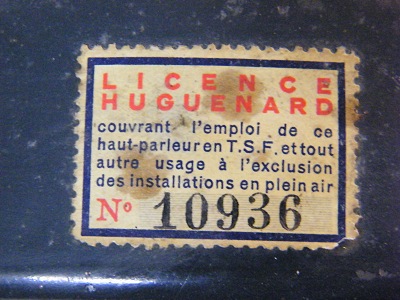 LICENCE
HUGUENARD
couvrant l'emploi de ce
haut-parleur en T.S.F. et tout
autre usage à l'exclusion
des installations en plein air
Nº 10936